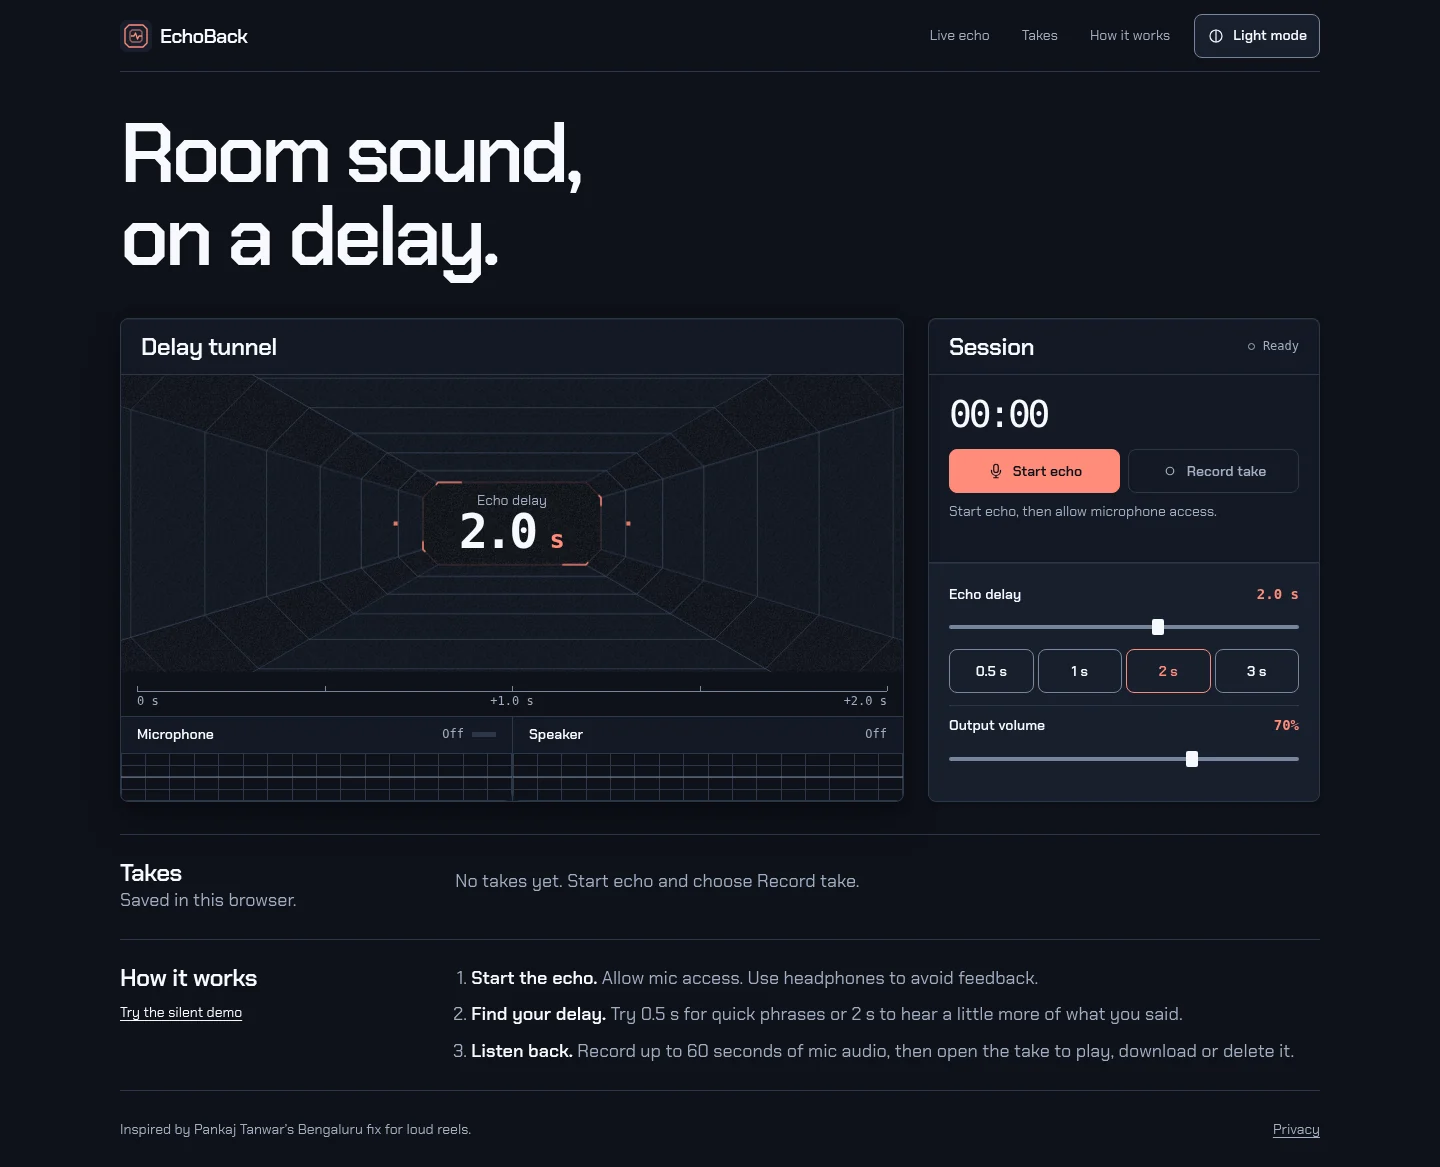 EchoBack
Live echo
Takes
How it works
Light mode
Room sound,
on a delay.
Delay tunnel
Echo delay
2.0 s
0 s
+1.0 s
+2.0 s
Microphone
Off
Speaker
Off
Session
Ready
00:00
Start echo
Record take
Start echo, then allow microphone access.
Echo delay
2.0 s
0.5 s
1 s
2 s
3 s
Output volume
70%
Takes
Saved in this browser.
No takes yet. Start echo and choose Record take.
How it works
Try the silent demo
1. Start the echo. Allow mic access. Use headphones to avoid feedback.
2. Find your delay. Try 0.5 s for quick phrases or 2 s to hear a little more of what you said.
3. Listen back. Record up to 60 seconds of mic audio, then open the take to play, download or delete it.
Inspired by Pankaj Tanwar's Bengaluru fix for loud reels.
Privacy